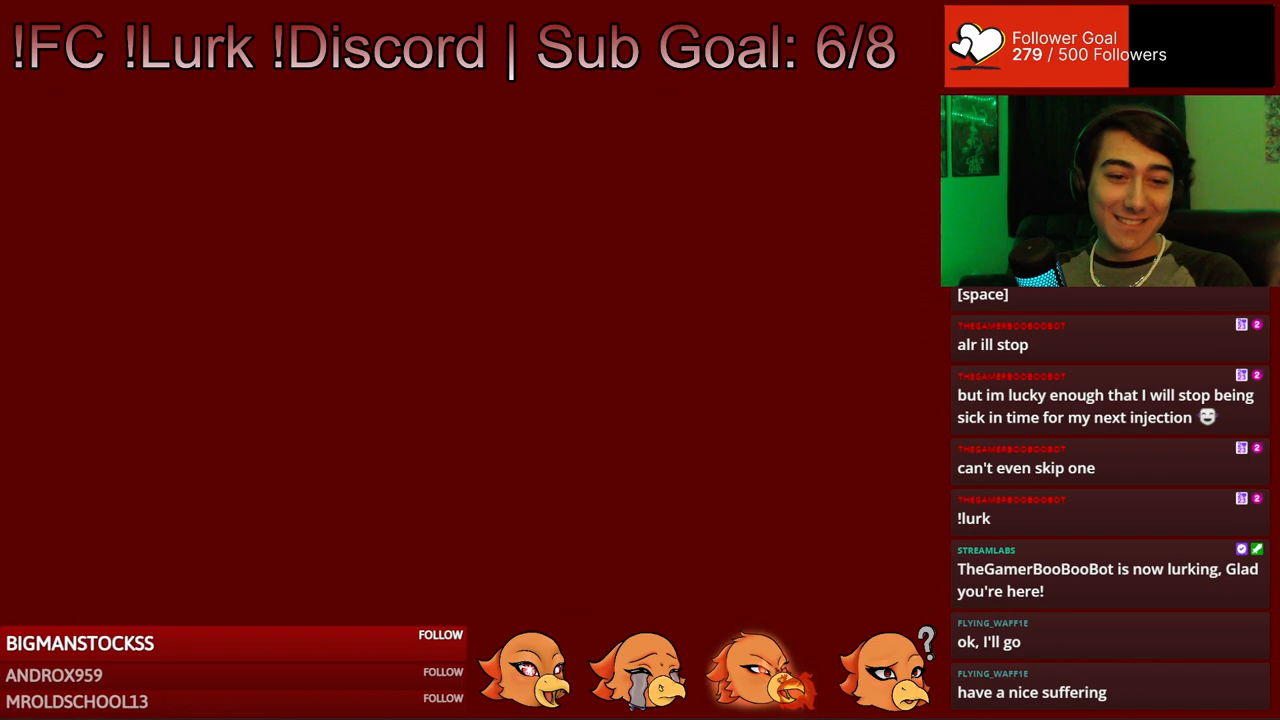 !FC !Lurk !Discord | Sub Goal: 6/8
Follower Goal
279 / 500 Followers
[space]
THEGAMERBOOBOOBOT
alr ill stop
THEGAMERBOOBOOBOT
but im lucky enough that I will stop being
sick in time for my next injection
THEGAMERBOOBOOBOT
can't even skip one
THEGAMERBOOBOOBOT
!lurk
STREAMLABS
TheGamerBooBooBot is now lurking, Glad
you're here!
FLYING_WAFF1E
ok, I'll go
FLYING_WAFF1E
have a nice suffering
BIGMANSTOCKSS FOLLOW
ANDROX959 FOLLOW
MROLDSCHOOL13 FOLLOW
?